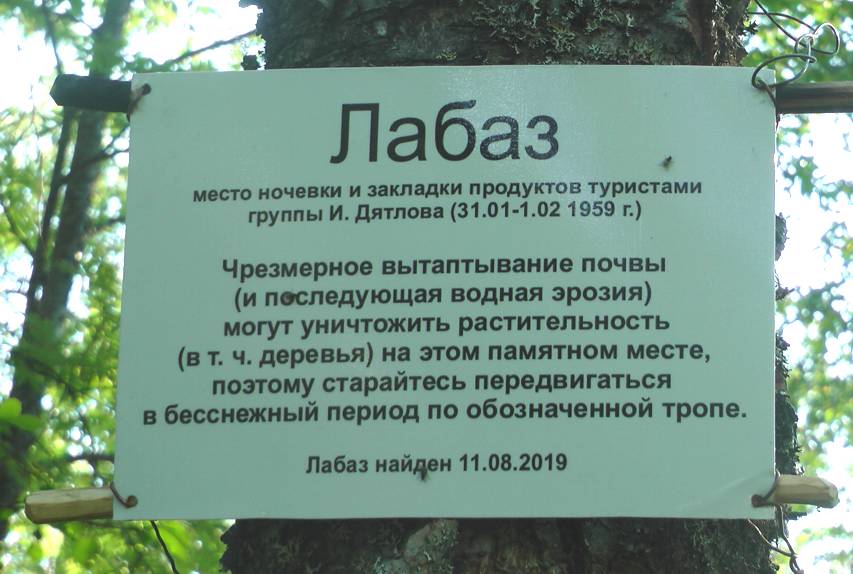 Лабаз
место ночевки и закладки продуктов туристами
группы И. Дятлова (31.01-1.02 1959 г.)
Чрезмерное вытаптывание почвы
(и последующая водная эрозия)
могут уничтожить растительность
(в т. ч. деревья) на этом памятном месте,
поэтому старайтесь передвигаться
в бесснежный период по обозначенной тропе.
Лабаз найден 11.08.2019